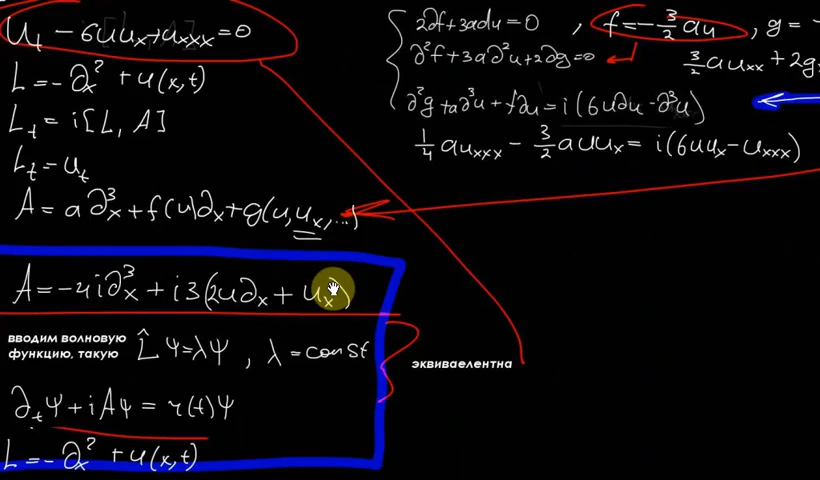 u_t − 6uu_x + u_xxx = 0
L = −∂_x² + u(x,t)
L_t = i[L, A]
L_t = u_t
A = a∂_x³ + f(u)∂_x + g(u, u_x, ...)
A = −4i∂_x³ + i3(2u∂_x + u_x)
вводим волновую
функцию, такую L̂ψ = λψ , λ = const
∂_tψ + iAψ = γ(t)ψ
L = −∂_x² + u(x,t)
эквиваелентна
2∂f + 3a∂u = 0 , f = −3/2 au , g = −
∂²f + 3a∂²u + 2∂g = 0
3/2 au_xx + 2g
∂²g + a∂³u + f∂u = i(6u∂u − ∂³u)
1/4 au_xxx − 3/2 auu_x = i(6uu_x − u_xxx)